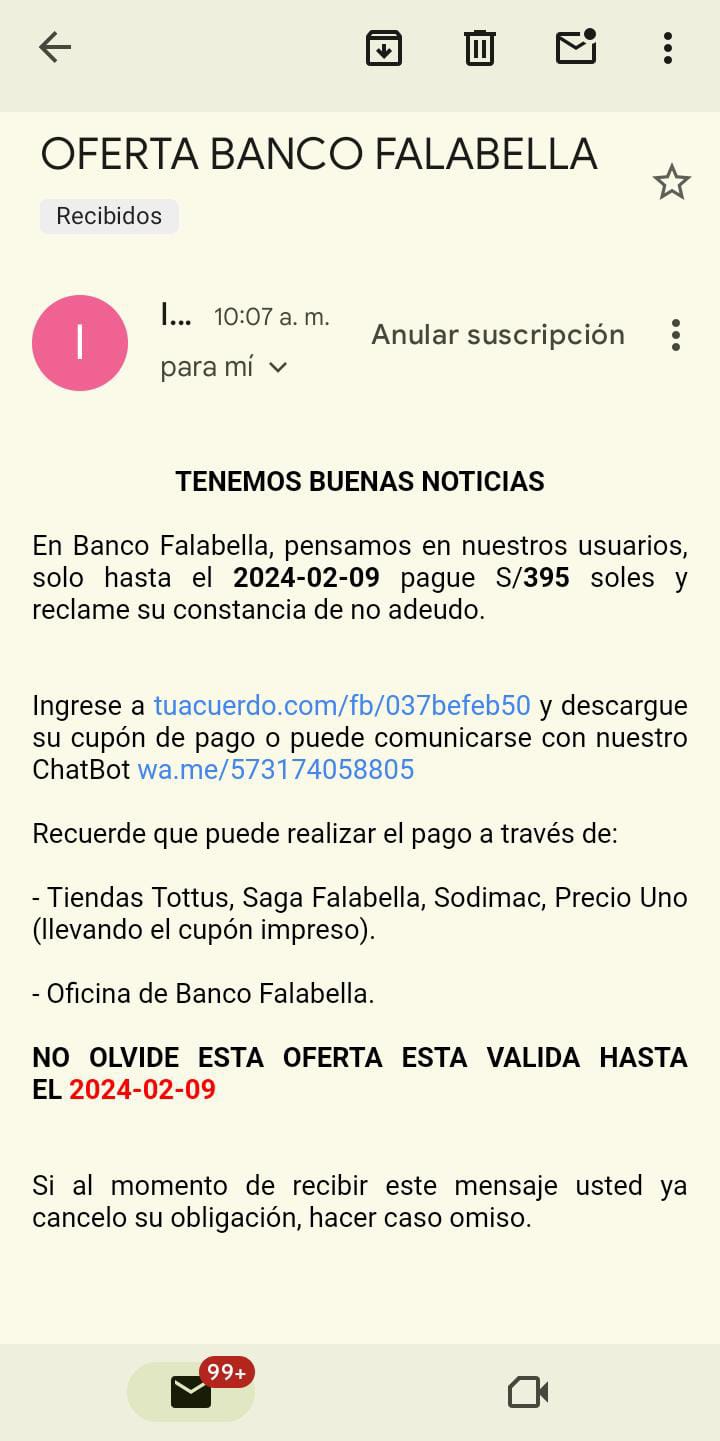 OFERTA BANCO FALABELLA
Recibidos
I
I... 10:07 a. m.
Anular suscripción
para mí
TENEMOS BUENAS NOTICIAS
En Banco Falabella, pensamos en nuestros usuarios,
solo hasta el 2024-02-09 pague S/395 soles y
reclame su constancia de no adeudo.
Ingrese a tuacuerdo.com/fb/037befeb50 y descargue
su cupón de pago o puede comunicarse con nuestro
ChatBot wa.me/573174058805
Recuerde que puede realizar el pago a través de:
- Tiendas Tottus, Saga Falabella, Sodimac, Precio Uno
(llevando el cupón impreso).
- Oficina de Banco Falabella.
NO OLVIDE ESTA OFERTA ESTA VALIDA HASTA
EL 2024-02-09
Si al momento de recibir este mensaje usted ya
cancelo su obligación, hacer caso omiso.
99+